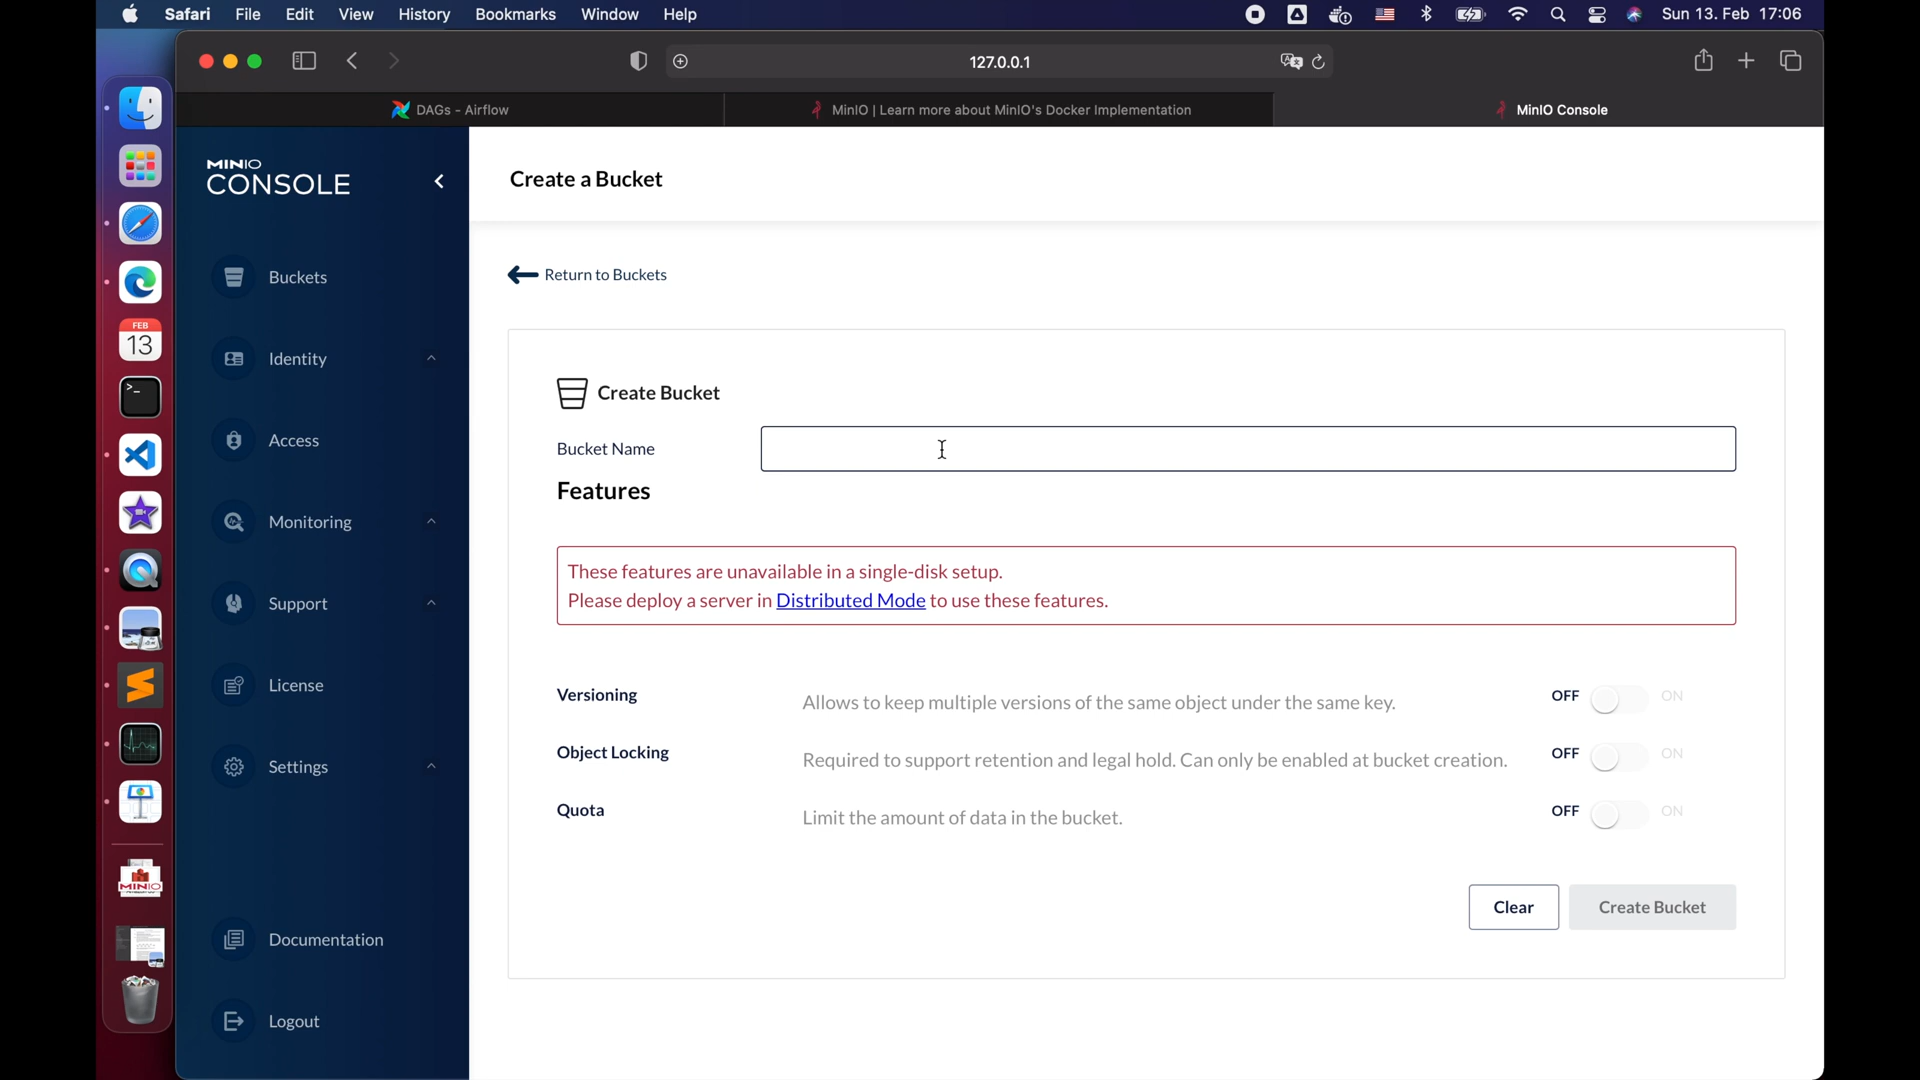 Safari File Edit View History Bookmarks Window Help Sun 13. Feb 17:06
127.0.0.1
DAGs - Airflow MinIO | Learn more about MinIO's Docker Implementation MinIO Console
MINIO
CONSOLE
Create a Bucket
Return to Buckets
Buckets
FEB
13
Identity
Create Bucket
Access
Bucket Name
Features
Monitoring
These features are unavailable in a single-disk setup.
Please deploy a server in Distributed Mode to use these features.
Support
License
Versioning Allows to keep multiple versions of the same object under the same key. OFF ON
Object Locking Required to support retention and legal hold. Can only be enabled at bucket creation. OFF ON
Settings
Quota Limit the amount of data in the bucket. OFF ON
MINIO
Clear Create Bucket
Documentation
Logout